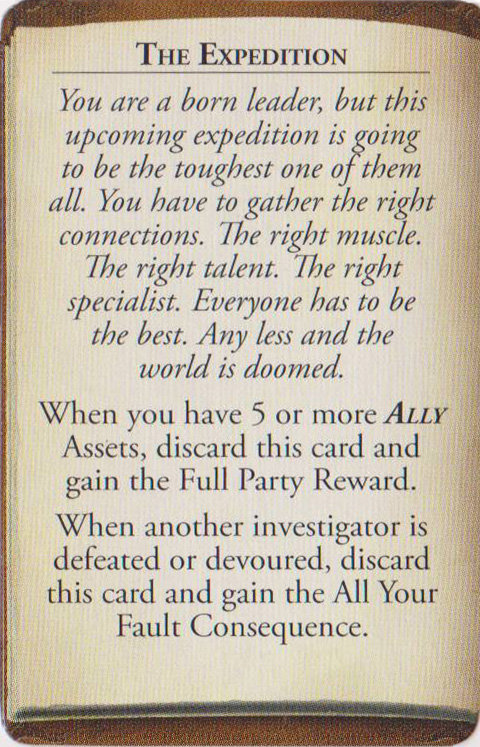 THE EXPEDITION
You are a born leader, but this
upcoming expedition is going
to be the toughest one of them
all. You have to gather the right
connections. The right muscle.
The right talent. The right
specialist. Everyone has to be
the best. Any less and the
world is doomed.
When you have 5 or more ALLY
Assets, discard this card and
gain the Full Party Reward.
When another investigator is
defeated or devoured, discard
this card and gain the All Your
Fault Consequence.